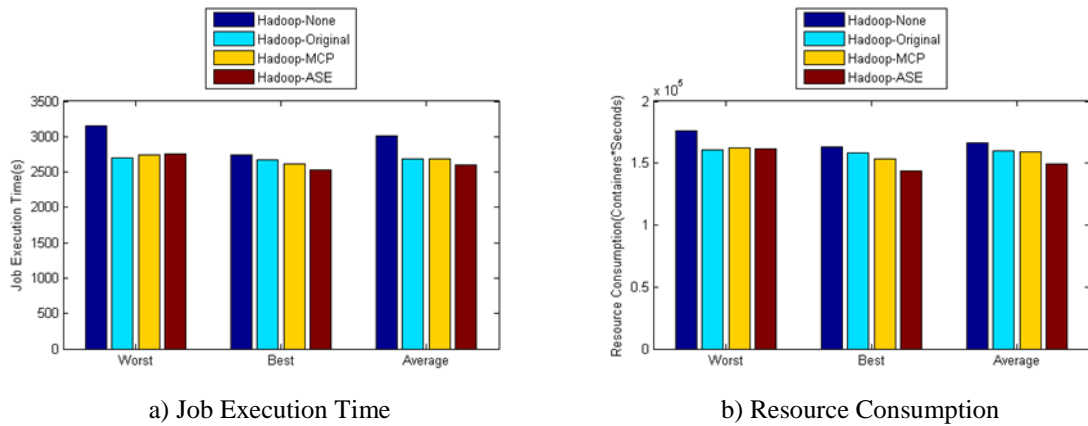 Hadoop-None
Hadoop-Original
Hadoop-MCP
Hadoop-ASE
3500
3000
2500
2000
1500
1000
500
0
Job Execution Time(s)
Worst
Best
Average
a) Job Execution Time
Hadoop-None
Hadoop-Original
Hadoop-MCP
Hadoop-ASE
x 10^5
2
1.5
1
0.5
0
Resource Consumption(Containers*Seconds)
Worst
Best
Average
b) Resource Consumption